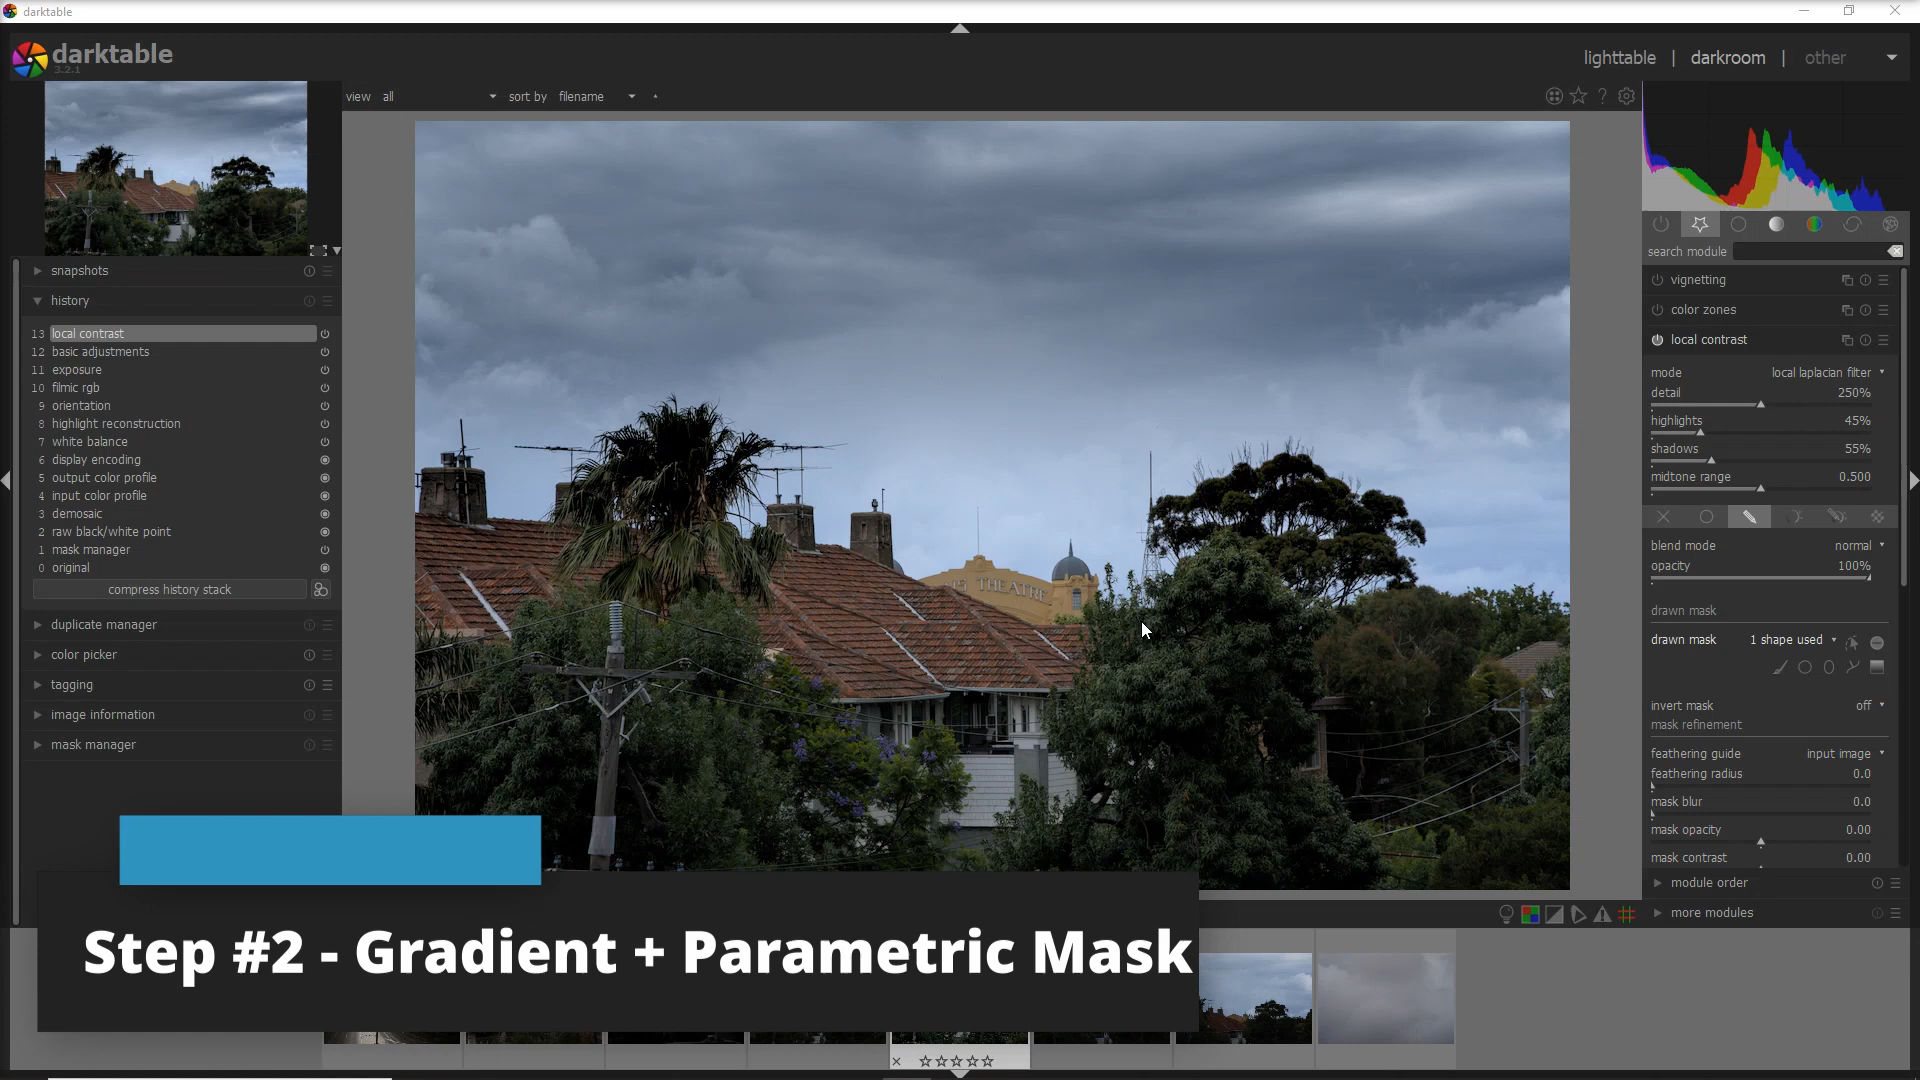 darktable
darktable
3.2.1
lighttable | darkroom | other
view all sort by filename
search module
snapshots
history
13 local contrast
12 basic adjustments
11 exposure
10 filmic rgb
9 orientation
8 highlight reconstruction
7 white balance
6 display encoding
5 output color profile
4 input color profile
3 demosaic
2 raw black/white point
1 mask manager
0 original
compress history stack
duplicate manager
color picker
tagging
image information
mask manager
THEATRE
vignetting
color zones
local contrast
mode local laplacian filter
detail 250%
highlights 45%
shadows 55%
midtone range 0.500
blend mode normal
opacity 100%
drawn mask
drawn mask 1 shape used
invert mask off
mask refinement
feathering guide input image
feathering radius 0.0
mask blur 0.0
mask opacity 0.00
mask contrast 0.00
module order
more modules
Step #2 - Gradient + Parametric Mask